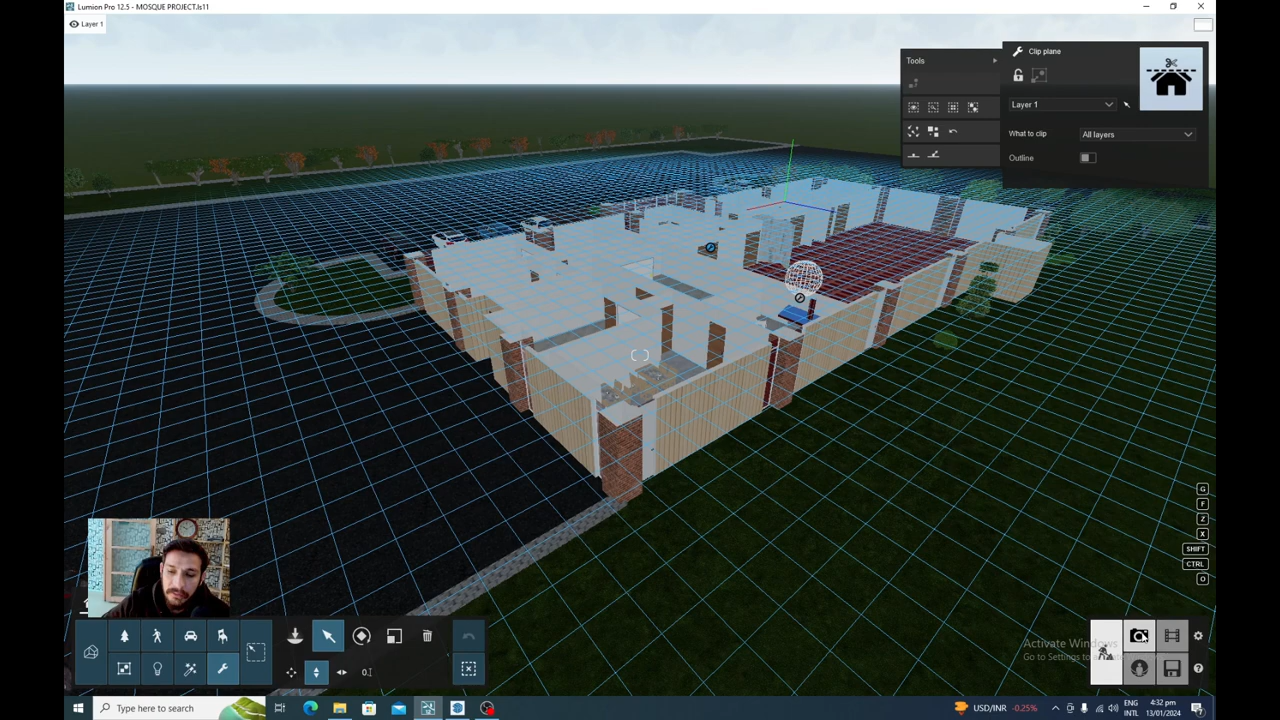 Lumion Pro 12.5 - MOSQUE PROJECT.ls11
Layer 1
Tools
Clip plane
Layer 1
What to clip
All layers
Outline
G
F
Z
X
SHIFT
CTRL
O
Activate Windows
Go to Settings to
Type here to search
USD/INR -0.25%
ENG
INTL
4:32 pm
13/01/2024